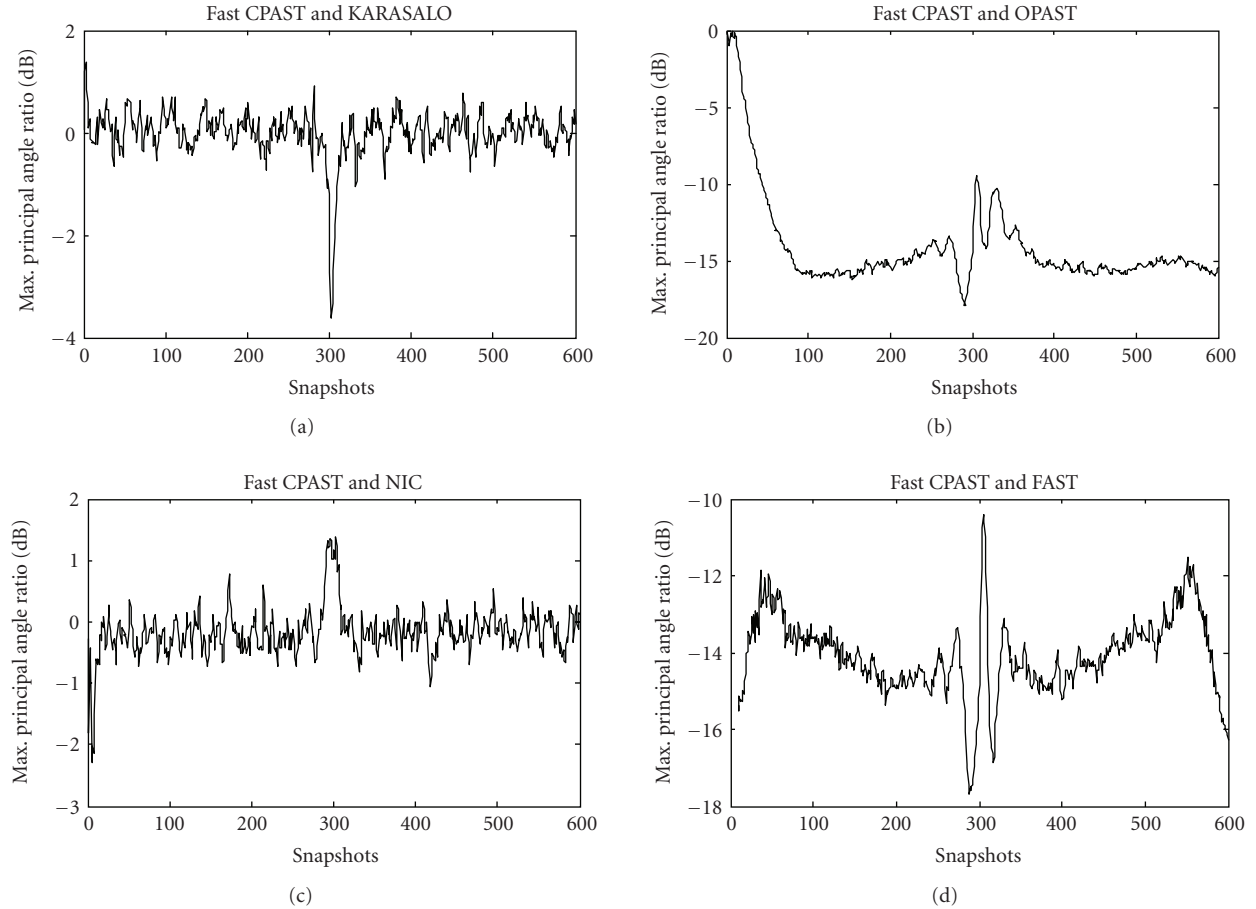 Fast CPAST and KARASALO
Max. principal angle ratio (dB)
2
0
−2
−4
0 100 200 300 400 500 600
Snapshots
(a)
Fast CPAST and OPAST
Max. principal angle ratio (dB)
0
−5
−10
−15
−20
0 100 200 300 400 500 600
Snapshots
(b)
Fast CPAST and NIC
Max. principal angle ratio (dB)
2
1
0
−1
−2
−3
0 100 200 300 400 500 600
Snapshots
(c)
Fast CPAST and FAST
Max. principal angle ratio (dB)
−10
−12
−14
−16
−18
0 100 200 300 400 500 600
Snapshots
(d)